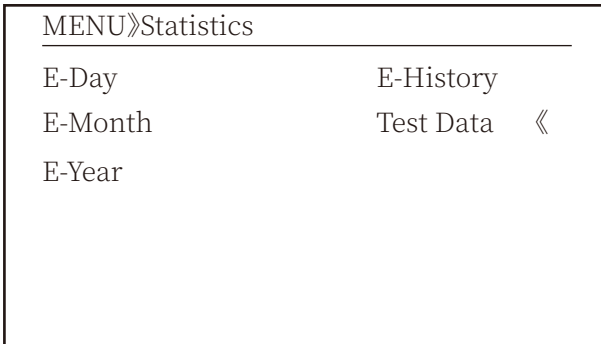 MENU》Statistics
E-Day E-History
E-Month Test Data 《
E-Year